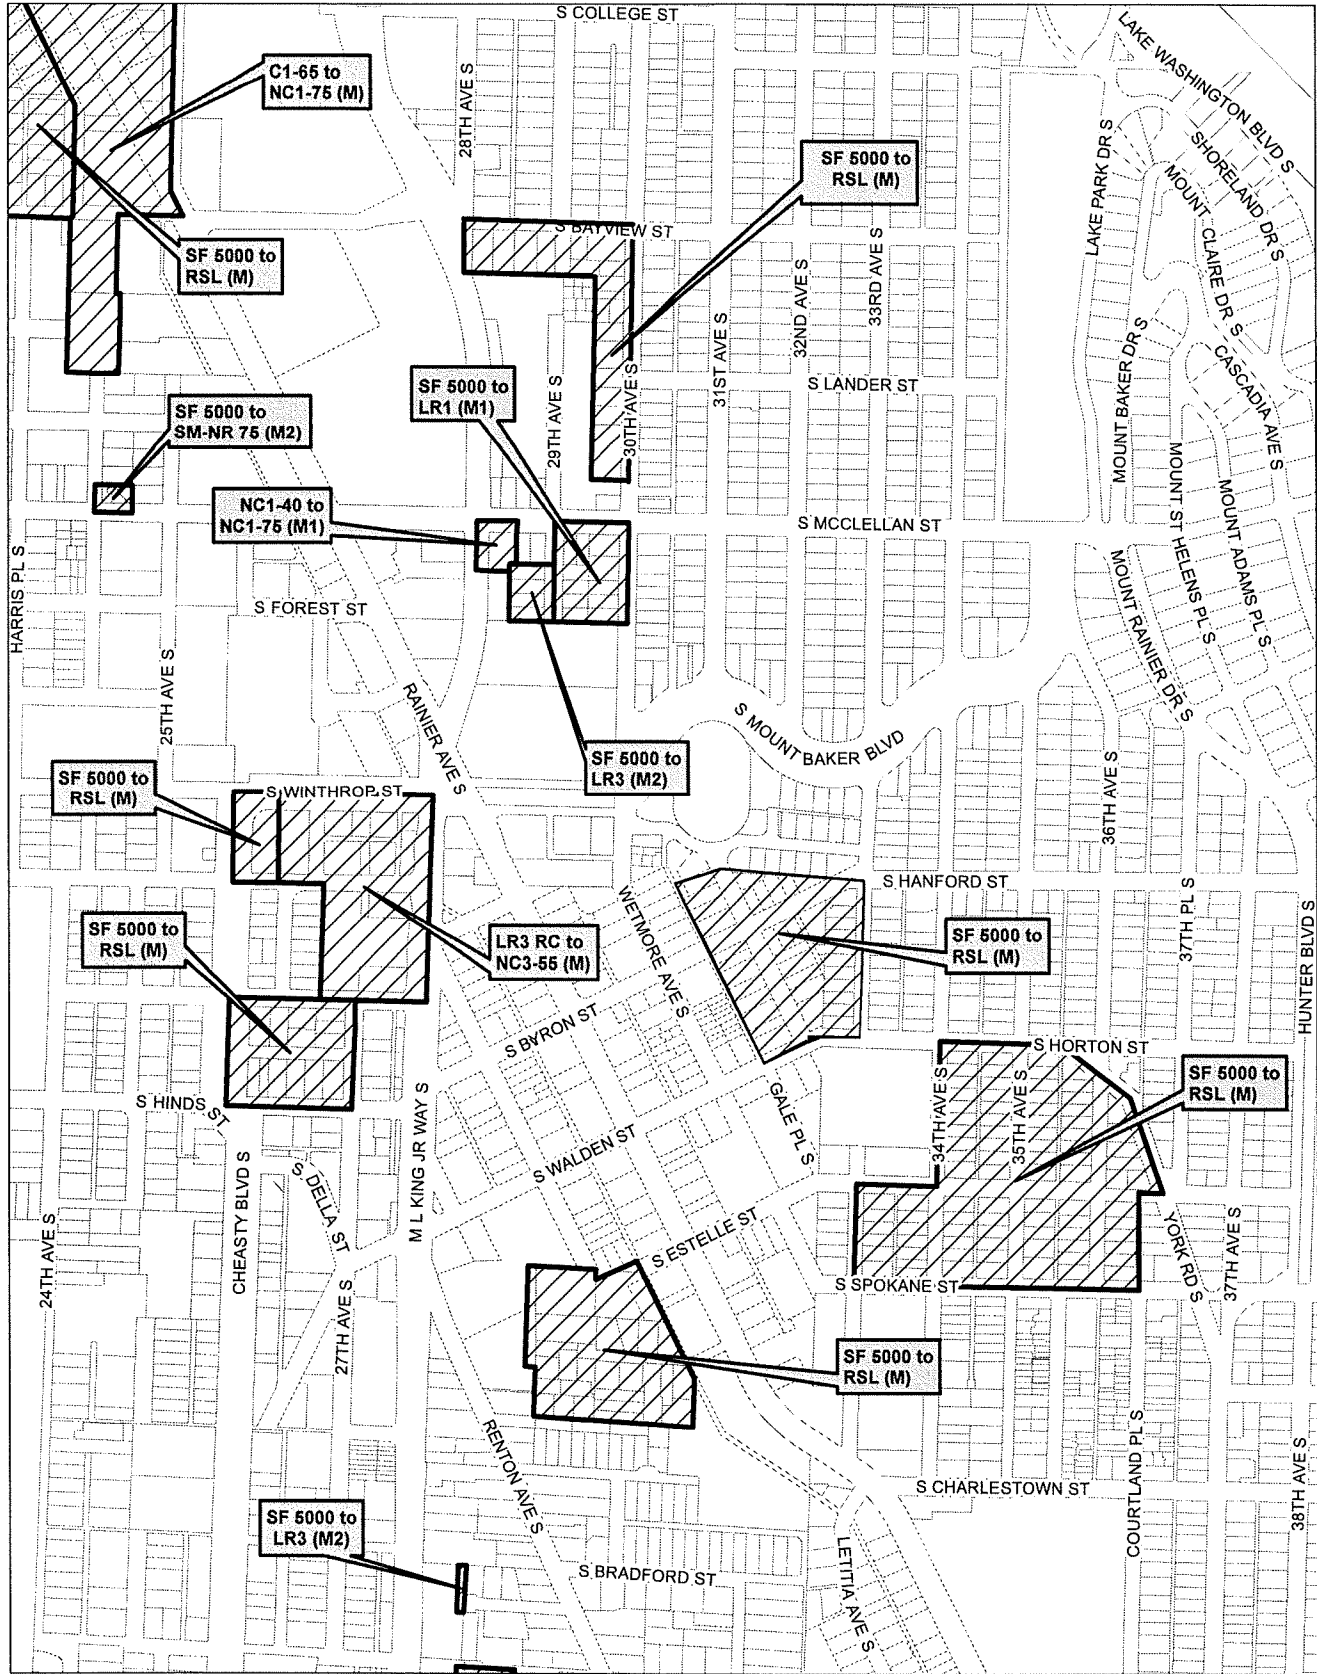 S COLLEGE ST
LAKE WASHINGTON BLVD S
C1-65 to
NC1-75 (M)
28TH AVE S
SF 5000 to
RSL (M)
LAKE PARK DR S
SHORELAND DR S
MOUNT CLAIRE DR S
S BAYVIEW ST
SF 5000 to
RSL (M)
33RD AVE S
32ND AVE S
31ST AVE S
MOUNT BAKER DR S
CASCADIA AVE S
SF 5000 to
LR1 (M1)
S LANDER ST
29TH AVE S
30TH AVE S
SF 5000 to
SM-NR 75 (M2)
MOUNT ST HELENS PL S
MOUNT ADAMS PL S
NC1-40 to
NC1-75 (M1)
S MCCLELLAN ST
HARRIS PL S
S FOREST ST
MOUNT RAINIER DR S
25TH AVE S
RAINIER AVE S
S MOUNT BAKER BLVD
SF 5000 to
LR3 (M2)
SF 5000 to
RSL (M)
S WINTHROP ST
36TH AVE S
S HANFORD ST
WETMORE AVE S
37TH PL S
HUNTER BLVD S
SF 5000 to
RSL (M)
LR3 RC to
NC3-55 (M)
SF 5000 to
RSL (M)
S BYRON ST
S HORTON ST
SF 5000 to
RSL (M)
S HINDS ST
M L KING JR WAY S
GALE PL S
34TH AVE S
35TH AVE S
S WALDEN ST
CHEASTY BLVD S
S DELLA ST
24TH AVE S
S ESTELLE ST
YORK RD S
37TH AVE S
S SPOKANE ST
27TH AVE S
SF 5000 to
RSL (M)
RENTON AVE S
COURTLAND PL S
38TH AVE S
S CHARLESTOWN ST
SF 5000 to
LR3 (M2)
S BRADFORD ST
LETITIA AVE S